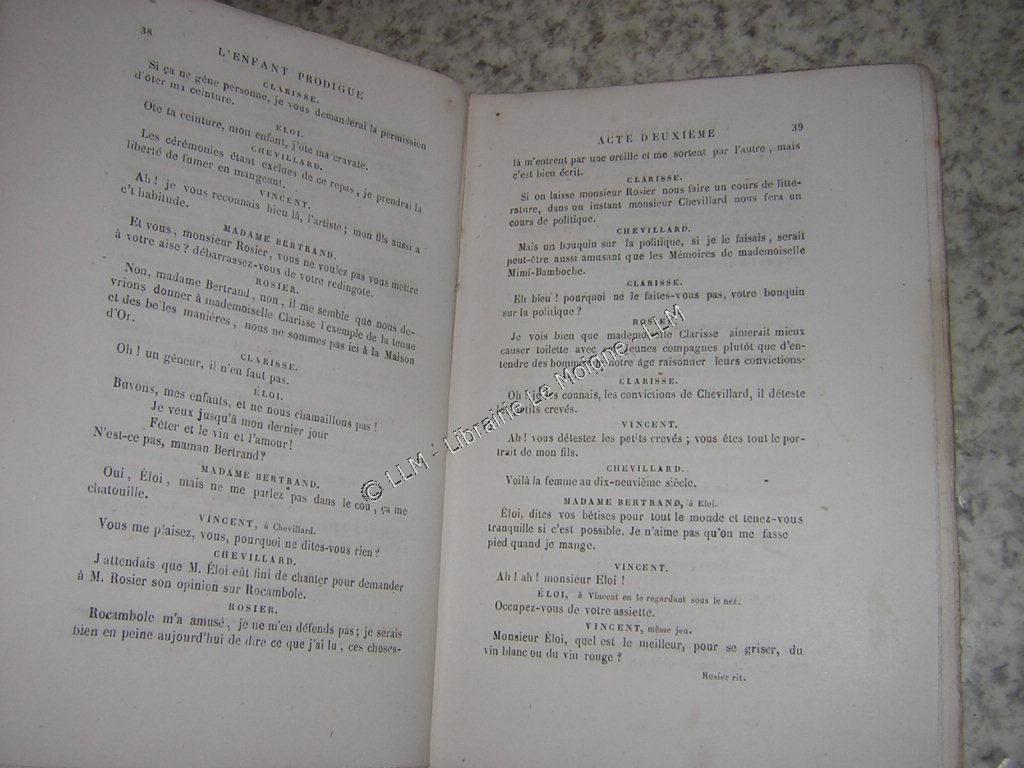 38
L'ENFANT PRODIGUE
CLARISSE.
Si ça ne gêne personne, je vous demanderai la permission
d'ôter ma ceinture.
ÉLOI.
Ote ta ceinture, mon enfant, j'ôte ma cravate.
CHEVILLARD.
Les cérémonies étant exclues de ce repas, je prendrai la
liberté de fumer en mangeant.
VINCENT.
Ah! je vous reconnais bien là, l'artiste; mon fils aussi a
c't habitude.
MADAME BERTRAND.
Et vous, monsieur Rosier, vous ne voulez pas vous mettre
à votre aise? débarrassez-vous de votre redingote.
ROSIER.
Non, madame Bertrand, non, il me semble que nous de-
vrions donner à mademoiselle Clarisse l'exemple de la tenue
et des belles manières, nous ne sommes pas ici à la Maison
d'Or.
CLARISSE.
Oh! un gêneur, il n'en faut pas.
ÉLOI.
Buvons, mes enfants, et ne nous chamaillons pas!
Je veux jusqu'à mon dernier jour
Fêter et le vin et l'amour!
N'est-ce pas, maman Bertrand?
MADAME BERTRAND.
Oui, Éloi, mais ne me parlez pas dans le cou, ça me
chatouille.
VINCENT, à Chevillard.
Vous me plaisez, vous, pourquoi ne dites-vous rien?
CHEVILLARD.
J'attendais que M. Éloi eût fini de chanter pour demander
à M. Rosier son opinion sur Rocambole.
ROSIER.
Rocambole m'a amusé, je ne m'en défends pas; je serais
bien en peine aujourd'hui de dire ce que j'ai lu, ces choses-
ACTE DEUXIÈME
39
là m'entrent par une oreille et me sortent par l'autre, mais
c'est bien écrit.
CLARISSE.
Si on laisse monsieur Rosier nous faire un cours de litté-
rature, dans un instant monsieur Chevillard nous fera un
cours de politique.
CHEVILLARD.
Mais un bouquin sur la politique, si je le faisais, serait
peut-être aussi amusant que les Mémoires de mademoiselle
Mimi-Bamboche.
CLARISSE.
Eh bien! pourquoi ne le faites-vous pas, votre bouquin
sur la politique?
ROSIER.
Je vois bien que mademoiselle Clarisse aimerait mieux
causer toilette avec jeunes compagnes plutôt que d'en-
tendre des hommes notre âge raisonner leurs convictions.
CLARISSE.
Oh! les connais, les convictions de Chevillard, il déteste
petits crevés.
VINCENT.
Ah! vous détestez les petits crevés; vous êtes tout le por-
trait de mon fils.
CHEVILLARD.
Voilà la femme au dix-neuvième siècle.
MADAME BERTRAND, à Eloi.
Éloi, dites vos bêtises pour tout le monde et tenez-vous
tranquille si c'est possible. Je n'aime pas qu'on me fasse
pied quand je mange.
VINCENT.
Ah! ah! monsieur Eloi!
ÉLOI, à Vincent en le regardant sous le nez.
Occupez-vous de votre assiette.
VINCENT, même jeu.
Monsieur Éloi, quel est le meilleur, pour se griser, du
vin blanc ou du vin rouge?
Rosier rit.
© LLM - Librairie Le Moigne - LLM